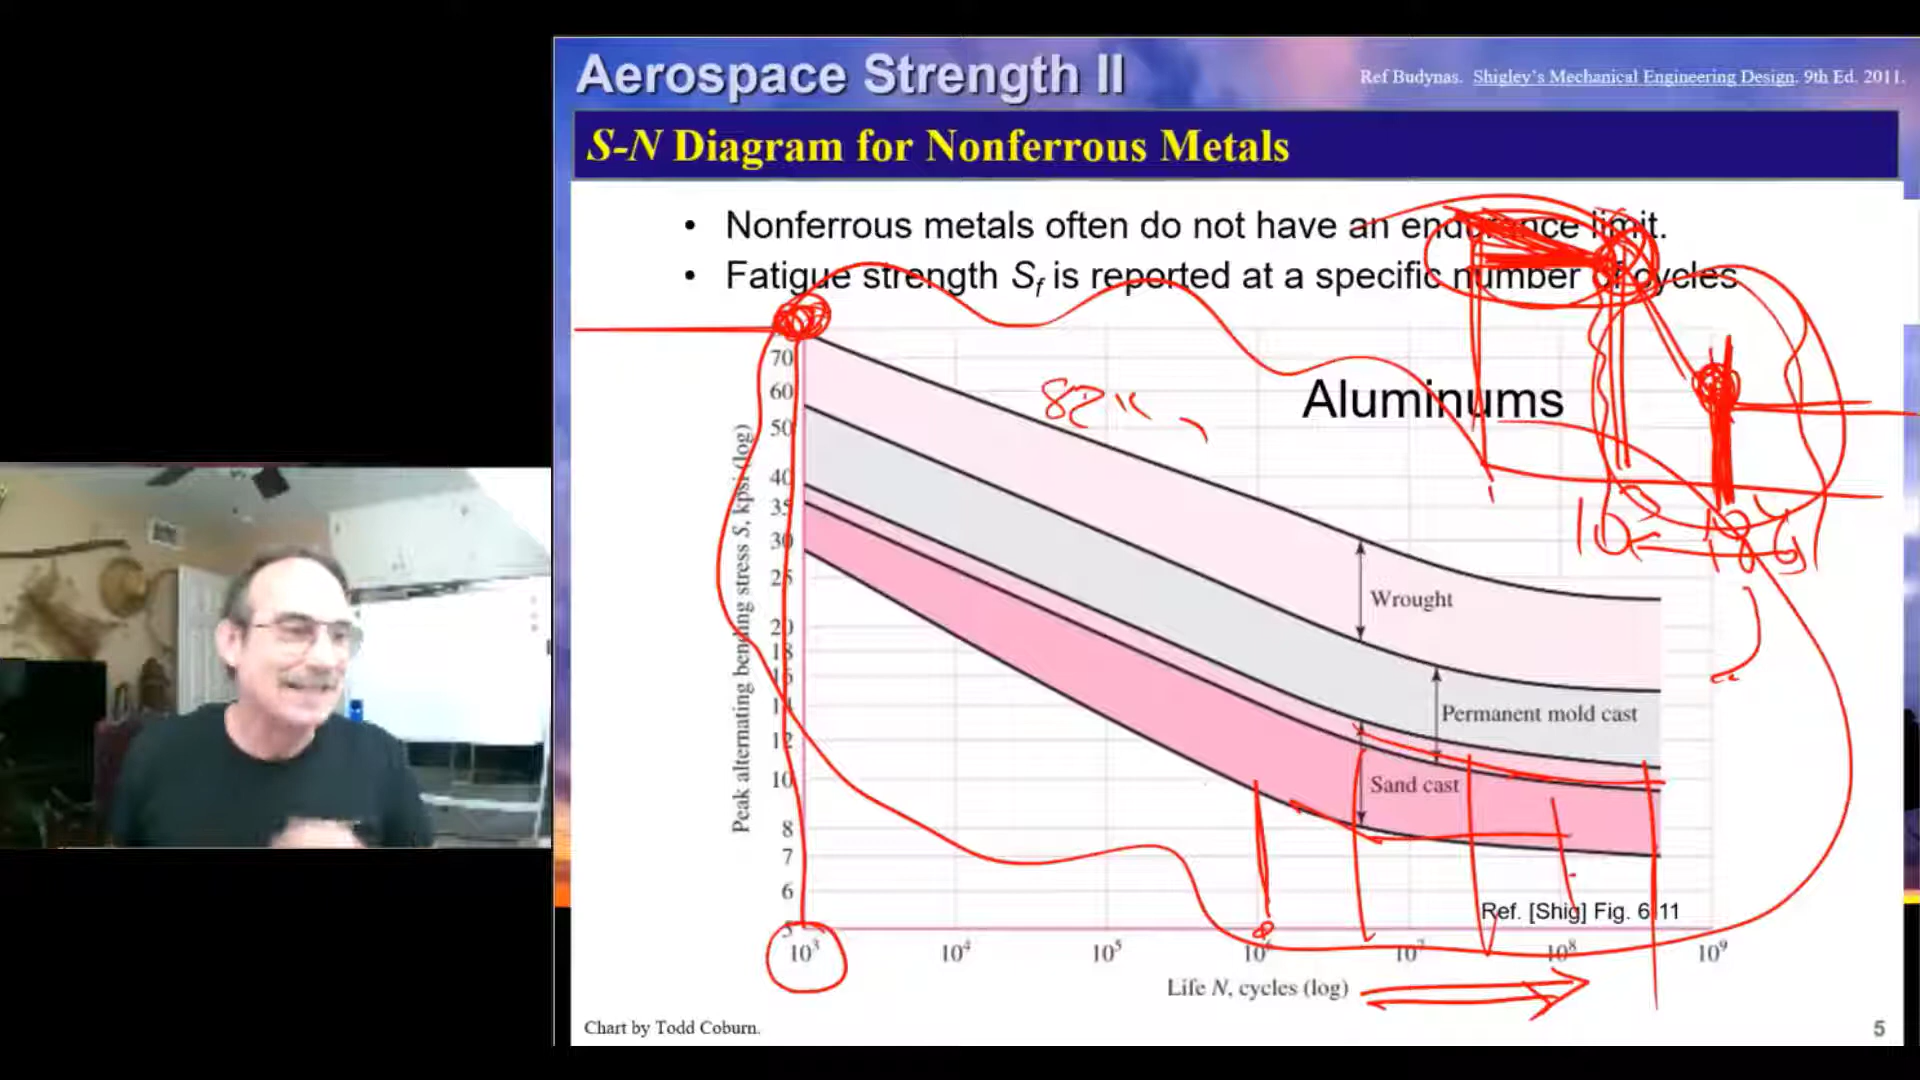 Aerospace Strength II
Ref Budynas. Shigley's Mechanical Engineering Design. 9th Ed. 2011.
S-N Diagram for Nonferrous Metals
• Nonferrous metals often do not have an endurance limit.
• Fatigue strength Sf is reported at a specific number of cycles
Aluminums
82
Peak alternating bending stress S, kpsi (log)
70
60
50
40
35
30
25
20
18
16
14
12
10
8
7
6
5
Wrought
Permanent mold cast
Sand cast
Ref. [Shig] Fig. 6 11
10³
10⁴
10⁵
10⁶
10⁷
10⁸
10⁹
Life N, cycles (log)
Chart by Todd Coburn.
5